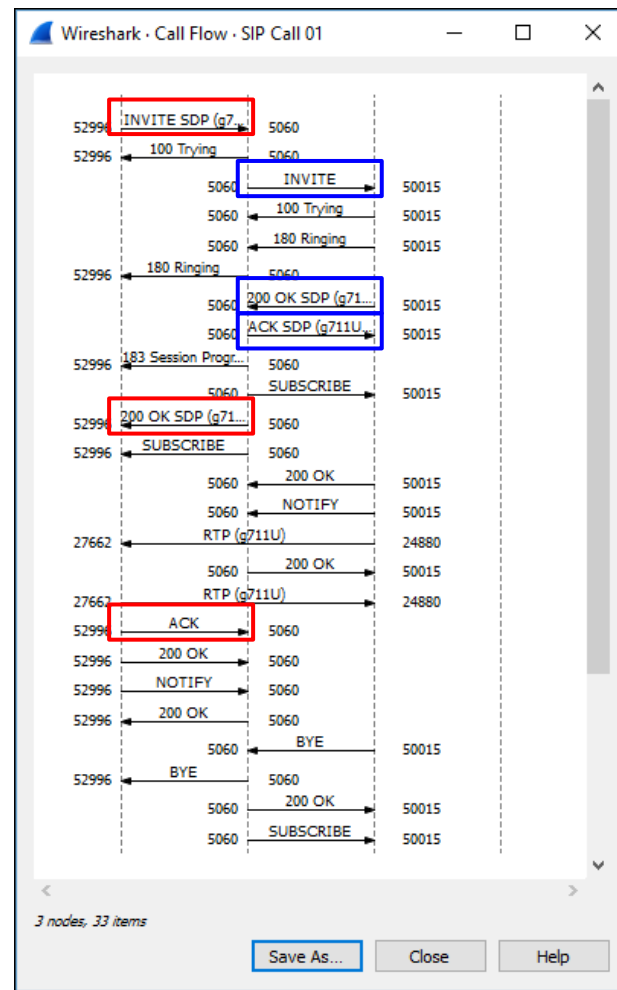 Wireshark · Call Flow · SIP Call 01
52996 INVITE SDP (g7... 5060
52996 100 Trying 5060
5060 INVITE 50015
5060 100 Trying 50015
5060 180 Ringing 50015
52996 180 Ringing 5060
5060 200 OK SDP (g71... 50015
5060 ACK SDP (g711U... 50015
52996 183 Session Progr... 5060
5060 SUBSCRIBE 50015
52996 200 OK SDP (g71... 5060
52996 SUBSCRIBE 5060
5060 200 OK 50015
5060 NOTIFY 50015
27662 RTP (g711U) 24880
5060 200 OK 50015
27662 RTP (g711U) 24880
52996 ACK 5060
52996 200 OK 5060
52996 NOTIFY 5060
52996 200 OK 5060
5060 BYE 50015
52996 BYE 5060
5060 200 OK 50015
5060 SUBSCRIBE 50015
3 nodes, 33 items
Save As... Close Help